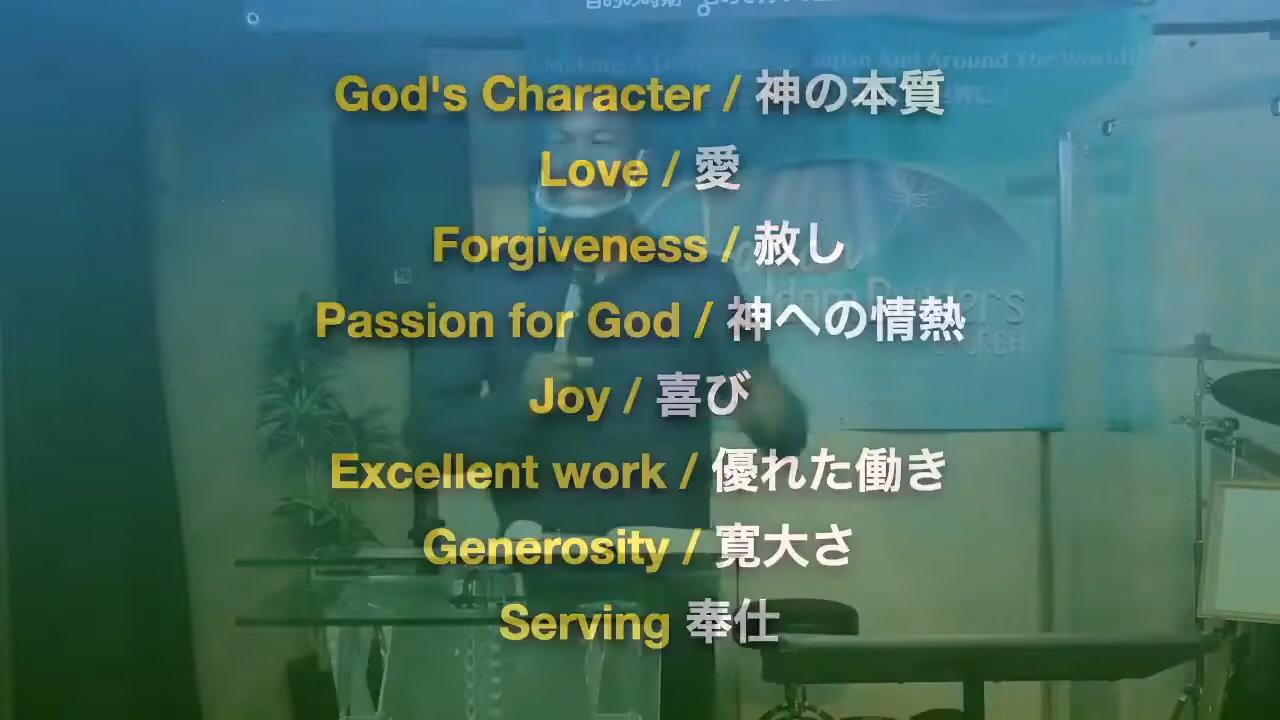 God's Character / 神の本質
Love / 愛
Forgiveness / 赦し
Passion for God / 神への情熱
Joy / 喜び
Excellent work / 優れた働き
Generosity / 寛大さ
Serving 奉仕